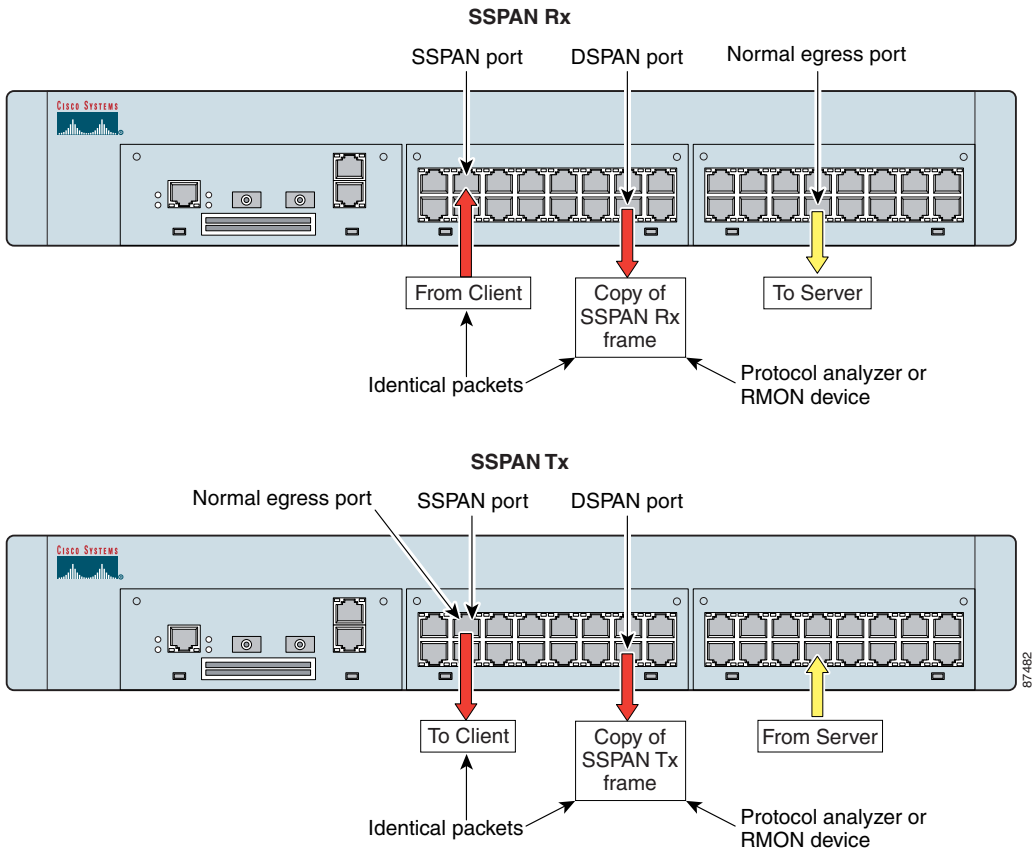 SSPAN Rx
SSPAN port
DSPAN port
Normal egress port
CISCO SYSTEMS
®
From Client
Copy of
SSPAN Rx
frame
To Server
Identical packets
Protocol analyzer or
RMON device
SSPAN Tx
Normal egress port
SSPAN port
DSPAN port
CISCO SYSTEMS
®
To Client
Copy of
SSPAN Tx
frame
From Server
Identical packets
Protocol analyzer or
RMON device
87482